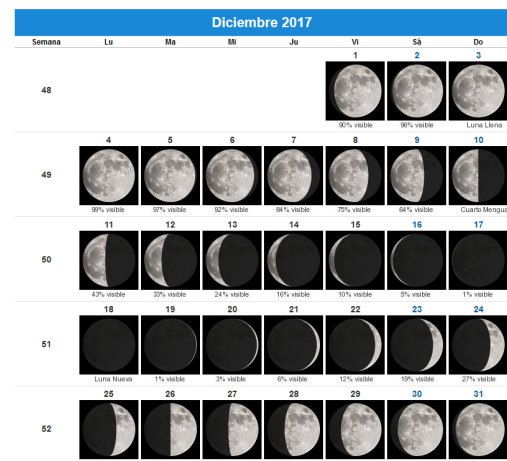 Diciembre 2017
Semana Lu Ma Mi Ju Vi Sá Do
1 2 3
48
90% visible 96% visible Luna Llena
4 5 6 7 8 9 10
49
99% visible 97% visible 92% visible 84% visible 75% visible 64% visible Cuarto Mengua
11 12 13 14 15 16 17
50
43% visible 33% visible 24% visible 16% visible 10% visible 5% visible 1% visible
18 19 20 21 22 23 24
51
Luna Nueva 1% visible 3% visible 6% visible 12% visible 19% visible 27% visible
25 26 27 28 29 30 31
52